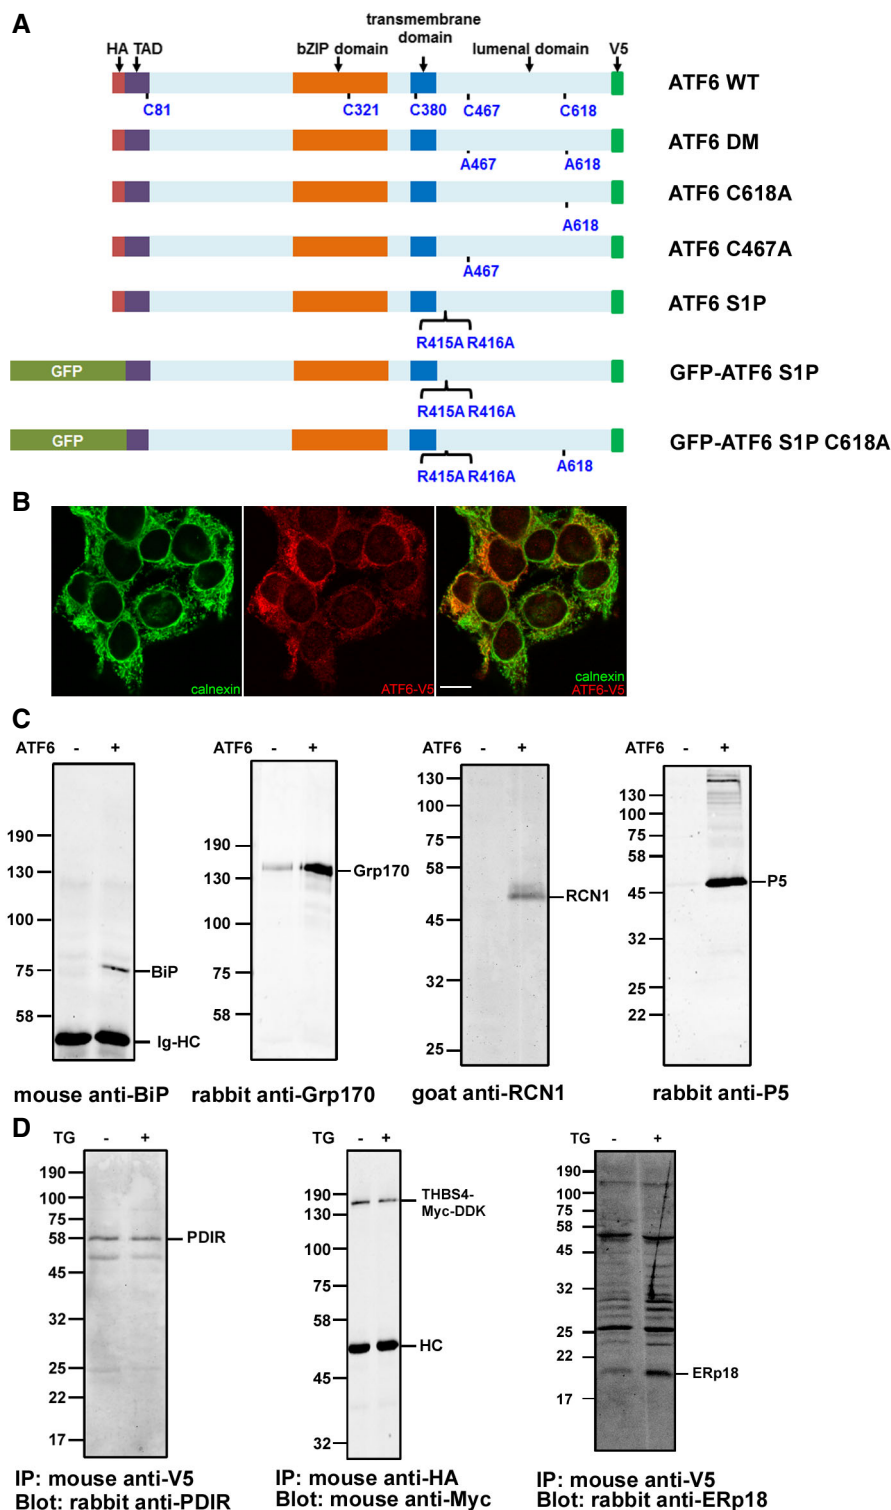 A
transmembrane
domain
HA TAD
bZIP domain
lumenal domain
V5
ATF6 WT
C81
C321
C380
C467
C618
ATF6 DM
A467
A618
ATF6 C618A
A618
ATF6 C467A
A467
ATF6 S1P
R415A R416A
GFP
GFP-ATF6 S1P
R415A R416A
GFP
GFP-ATF6 S1P C618A
R415A R416A
A618
B
calnexin
ATF6-V5
calnexin
ATF6-V5
C
ATF6 - +
190
130
100
75
58
BiP
Ig-HC
mouse anti-BiP
ATF6 - +
190
130
100
75
58
Grp170
rabbit anti-Grp170
ATF6 - +
130
100
75
58
45
32
25
RCN1
goat anti-RCN1
ATF6 - +
130
100
75
58
45
32
25
22
P5
rabbit anti-P5
D
TG - +
190
100
75
58
45
32
25
22
17
PDIR
IP: mouse anti-V5
Blot: rabbit anti-PDIR
TG - +
190
130
100
75
58
45
32
THBS4-
Myc-DDK
HC
IP: mouse anti-HA
Blot: mouse anti-Myc
TG - +
190
100
75
58
45
32
25
22
17
ERp18
IP: mouse anti-V5
Blot: rabbit anti-ERp18